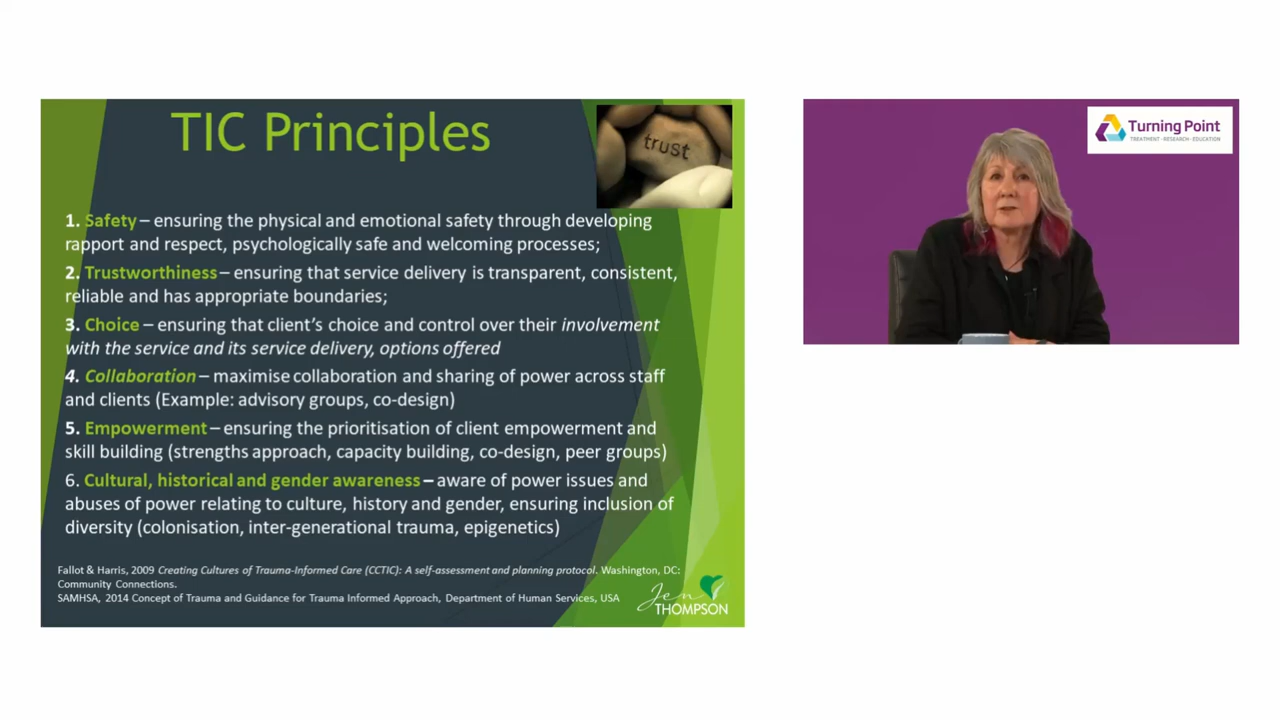 TIC Principles
trust
1. Safety – ensuring the physical and emotional safety through developing
rapport and respect, psychologically safe and welcoming processes;
2. Trustworthiness – ensuring that service delivery is transparent, consistent,
reliable and has appropriate boundaries;
3. Choice – ensuring that client's choice and control over their involvement
with the service and its service delivery, options offered
4. Collaboration – maximise collaboration and sharing of power across staff
and clients (Example: advisory groups, co-design)
5. Empowerment – ensuring the prioritisation of client empowerment and
skill building (strengths approach, capacity building, co-design, peer groups)
6. Cultural, historical and gender awareness – aware of power issues and
abuses of power relating to culture, history and gender, ensuring inclusion of
diversity (colonisation, inter-generational trauma, epigenetics)
Fallot & Harris, 2009 Creating Cultures of Trauma-Informed Care (CCTIC): A self-assessment and planning protocol. Washington, DC:
Community Connections.
SAMHSA, 2014 Concept of Trauma and Guidance for Trauma Informed Approach, Department of Human Services, USA
Jen
THOMPSON
Turning Point
TREATMENT · RESEARCH · EDUCATION